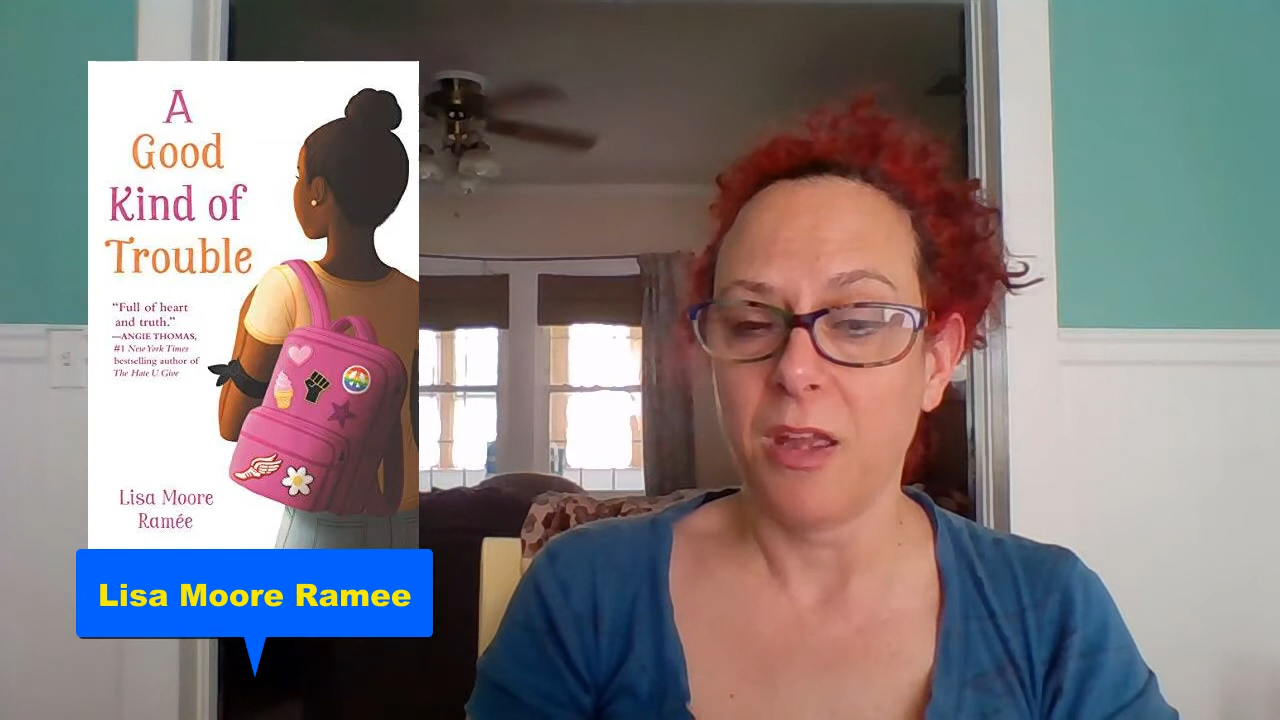 A
Good
Kind of
Trouble
“Full of heart
and truth.”
—ANGIE THOMAS,
#1 New York Times
bestselling author of
The Hate U Give
Lisa Moore
Ramée
Lisa Moore Ramee